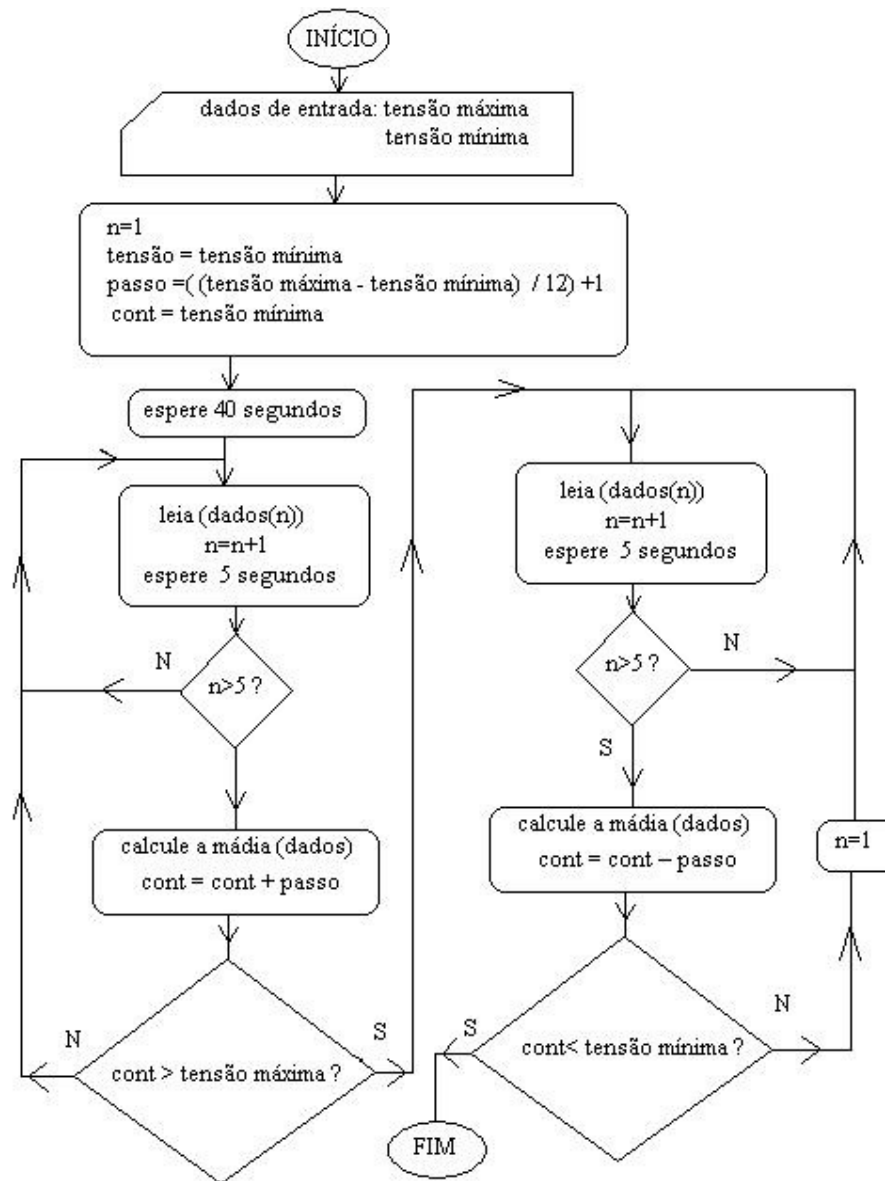 INÍCIO
dados de entrada: tensão máxima
tensão mínima
n=1
tensão = tensão mínima
passo =( (tensão máxima - tensão mínima) / 12) +1
cont = tensão mínima
espere 40 segundos
leia (dados(n))
n=n+1
espere 5 segundos
N
n>5 ?
calcule a mádia (dados)
cont = cont + passo
N
S
cont > tensão máxima ?
leia (dados(n))
n=n+1
espere 5 segundos
n>5 ?
N
S
calcule a mádia (dados)
cont = cont – passo
n=1
S
N
cont< tensão mínima ?
FIM